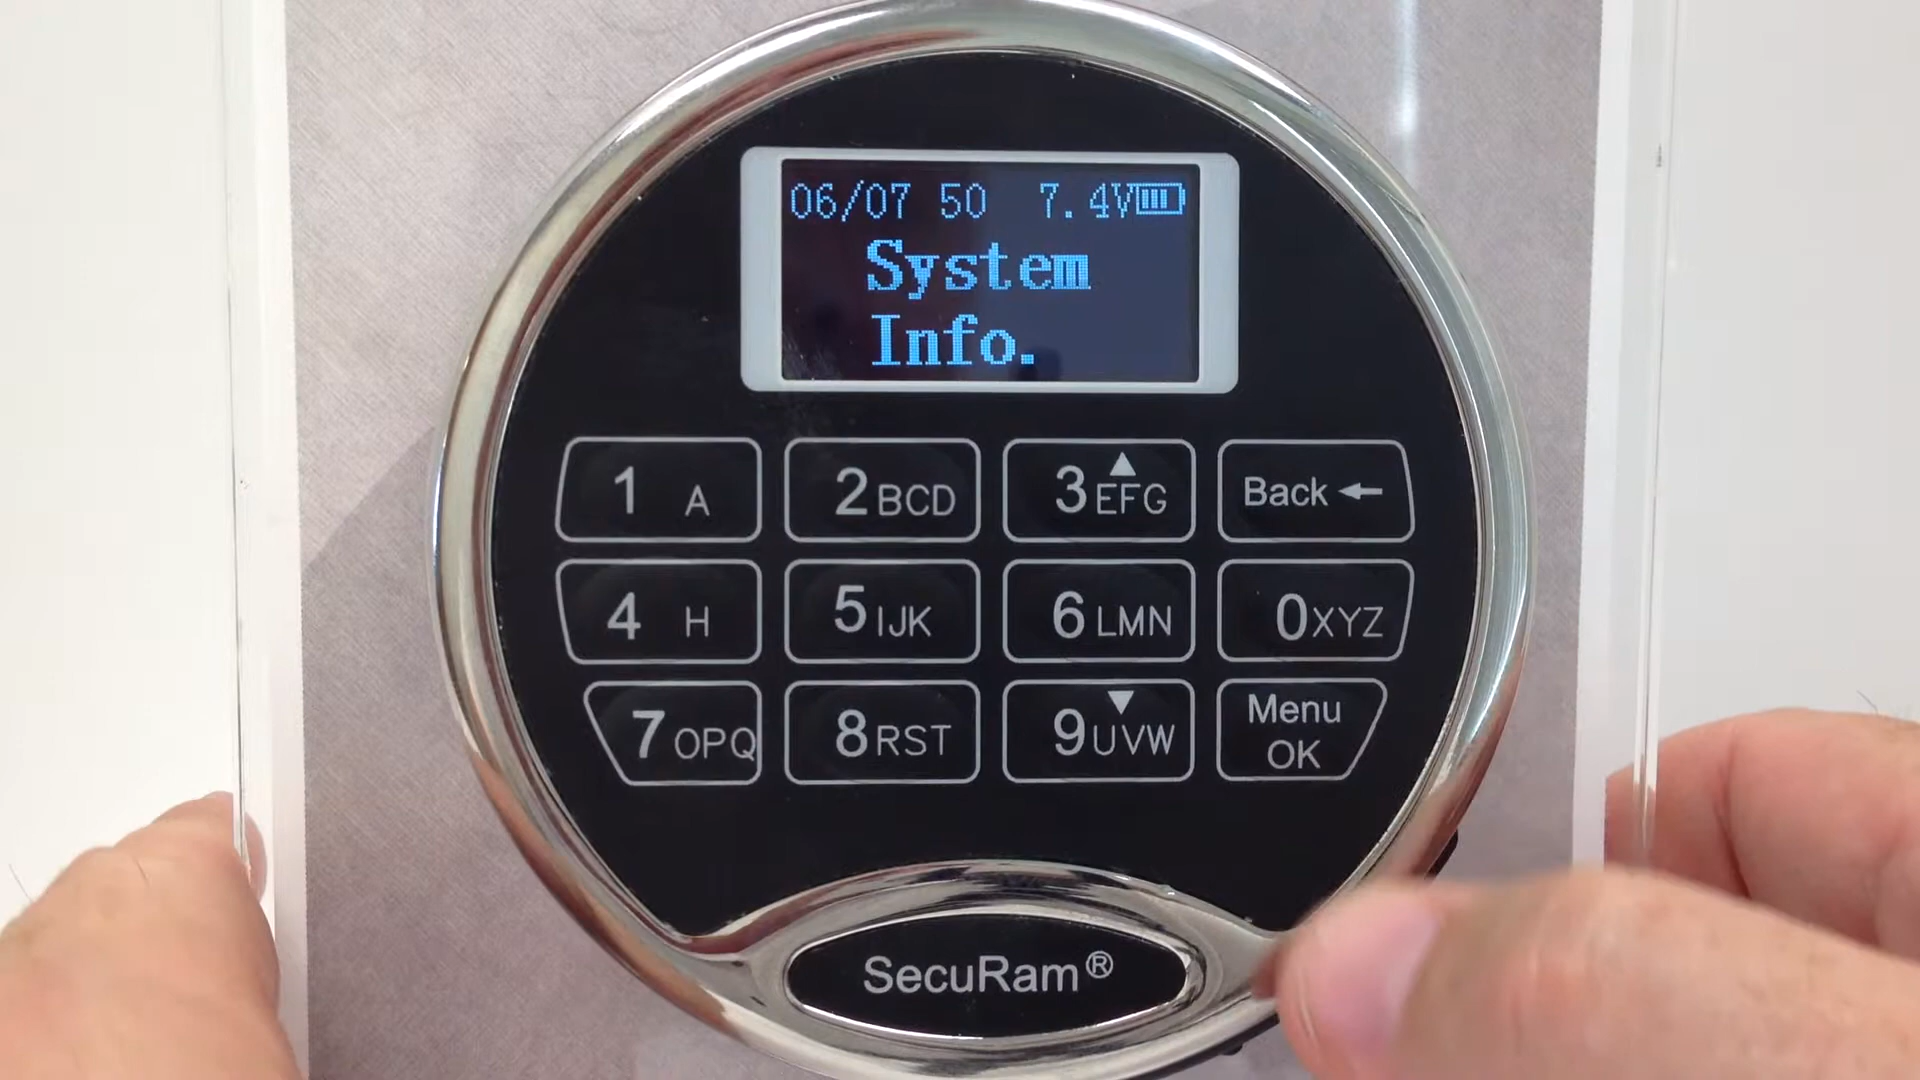 06/07 50 7.4V
System
Info.
1 A 2 BCD 3 EFG Back
4 H 5 IJK 6 LMN 0 XYZ
7 OPQ 8 RST 9 UVW Menu OK
SecuRam®